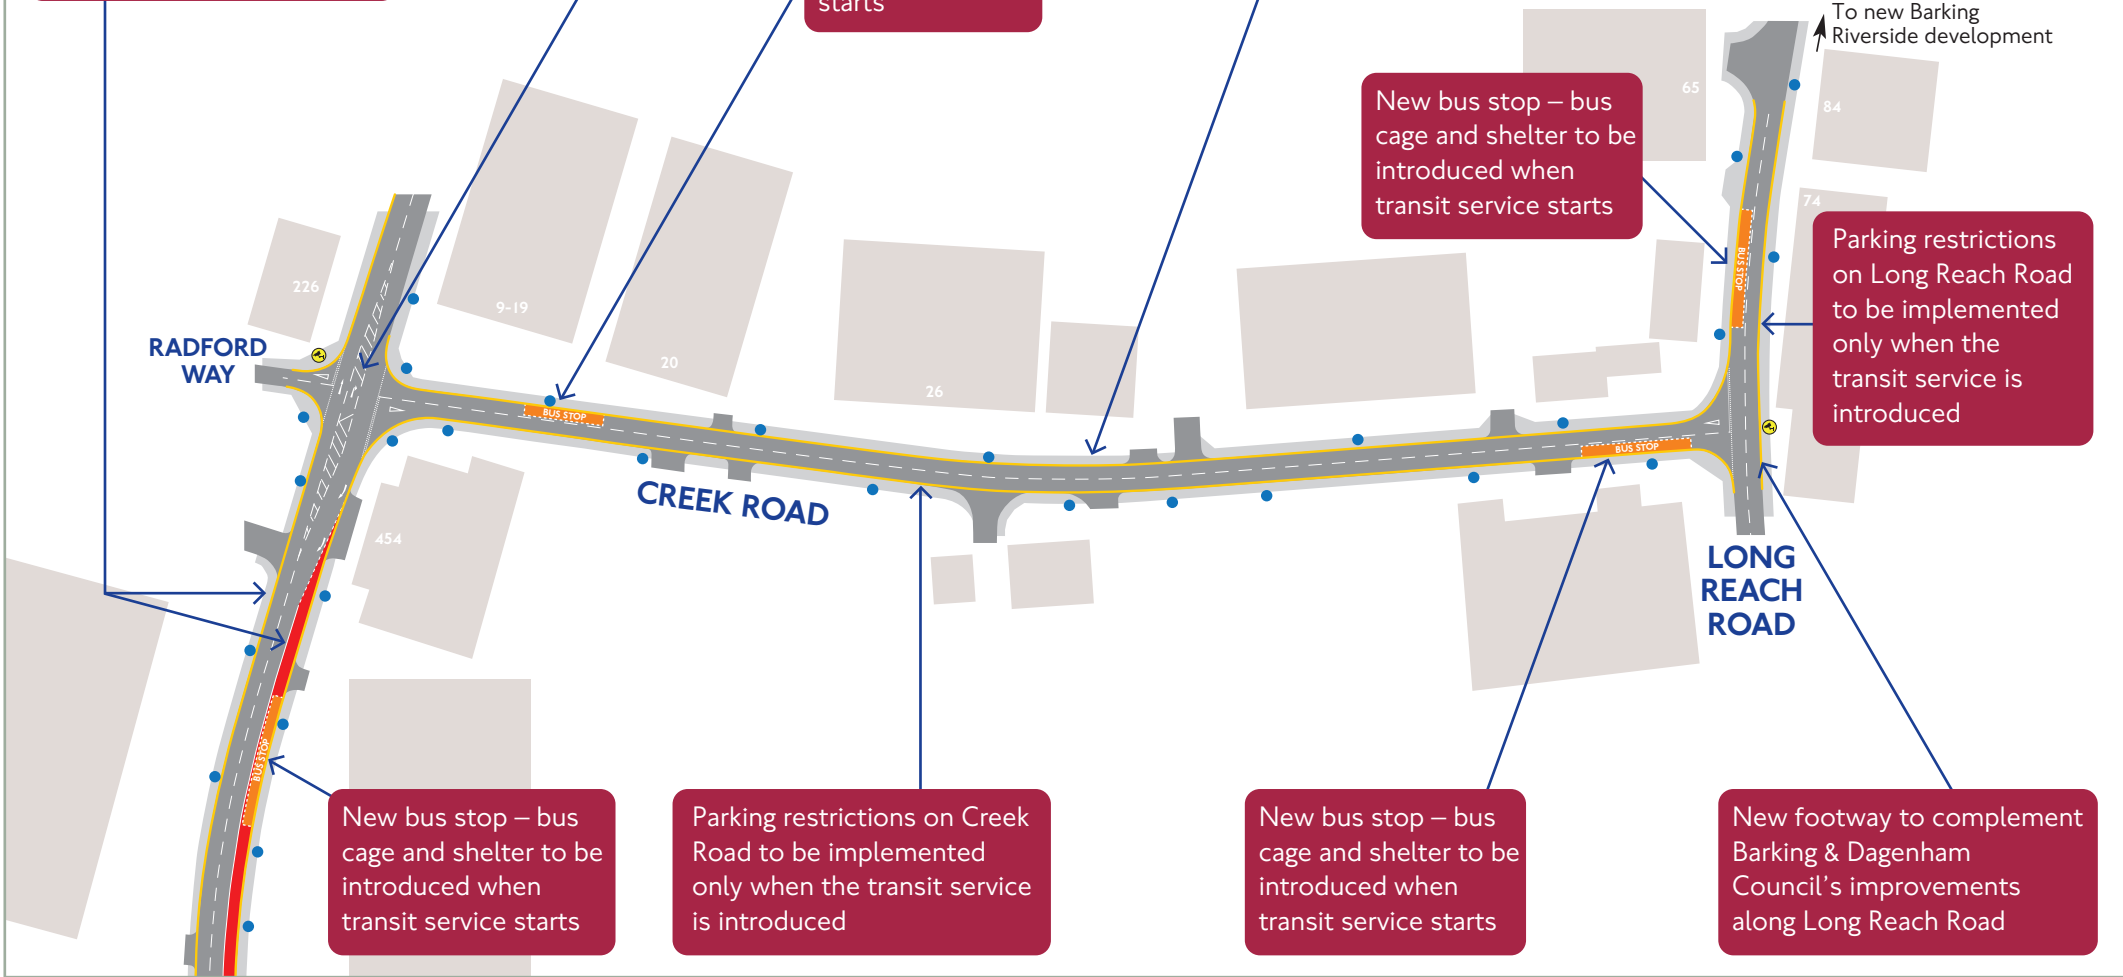 starts
To new Barking
Riverside development
New bus stop – bus
cage and shelter to be
introduced when
transit service starts
65
84
74
Parking restrictions
on Long Reach Road
to be implemented
only when the
transit service is
introduced
BUS STOP
226
9-19
20
26
RADFORD
WAY
BUS STOP
BUS STOP
CREEK ROAD
454
LONG
REACH
ROAD
BUS STOP
New bus stop – bus
cage and shelter to be
introduced when
transit service starts
Parking restrictions on Creek
Road to be implemented
only when the transit service
is introduced
New bus stop – bus
cage and shelter to be
introduced when
transit service starts
New footway to complement
Barking & Dagenham
Council's improvements
along Long Reach Road